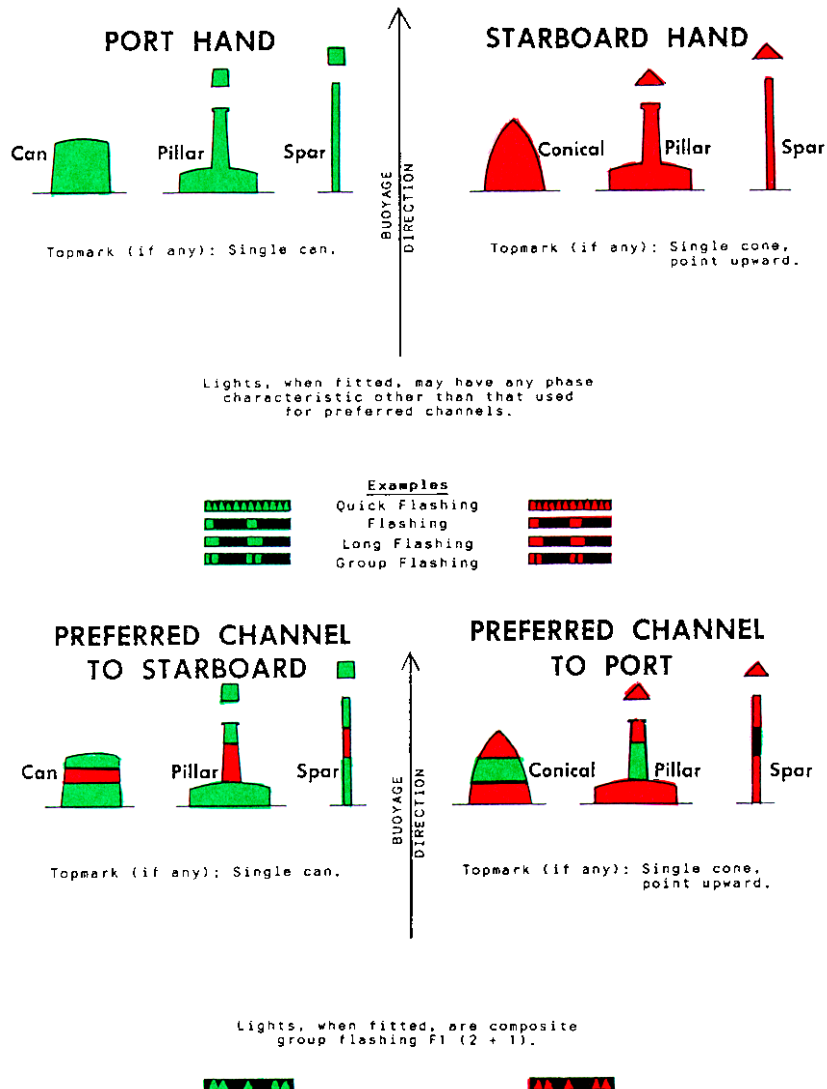 PORT HAND
Can
Pillar
Spar
Topmark (if any): Single can.
BUOYAGE
DIRECTION
STARBOARD HAND
Conical
Pillar
Spar
Topmark (if any): Single cone,
point upward.
Lights, when fitted, may have any phase
characteristic other than that used
for preferred channels.
Examples
Quick Flashing
Flashing
Long Flashing
Group Flashing
PREFERRED CHANNEL
TO STARBOARD
Can
Pillar
Spar
Topmark (if any): Single can.
BUOYAGE
DIRECTION
PREFERRED CHANNEL
TO PORT
Conical
Pillar
Spar
Topmark (if any): Single cone,
point upward.
Lights, when fitted, are composite
group flashing F1 (2 + 1).